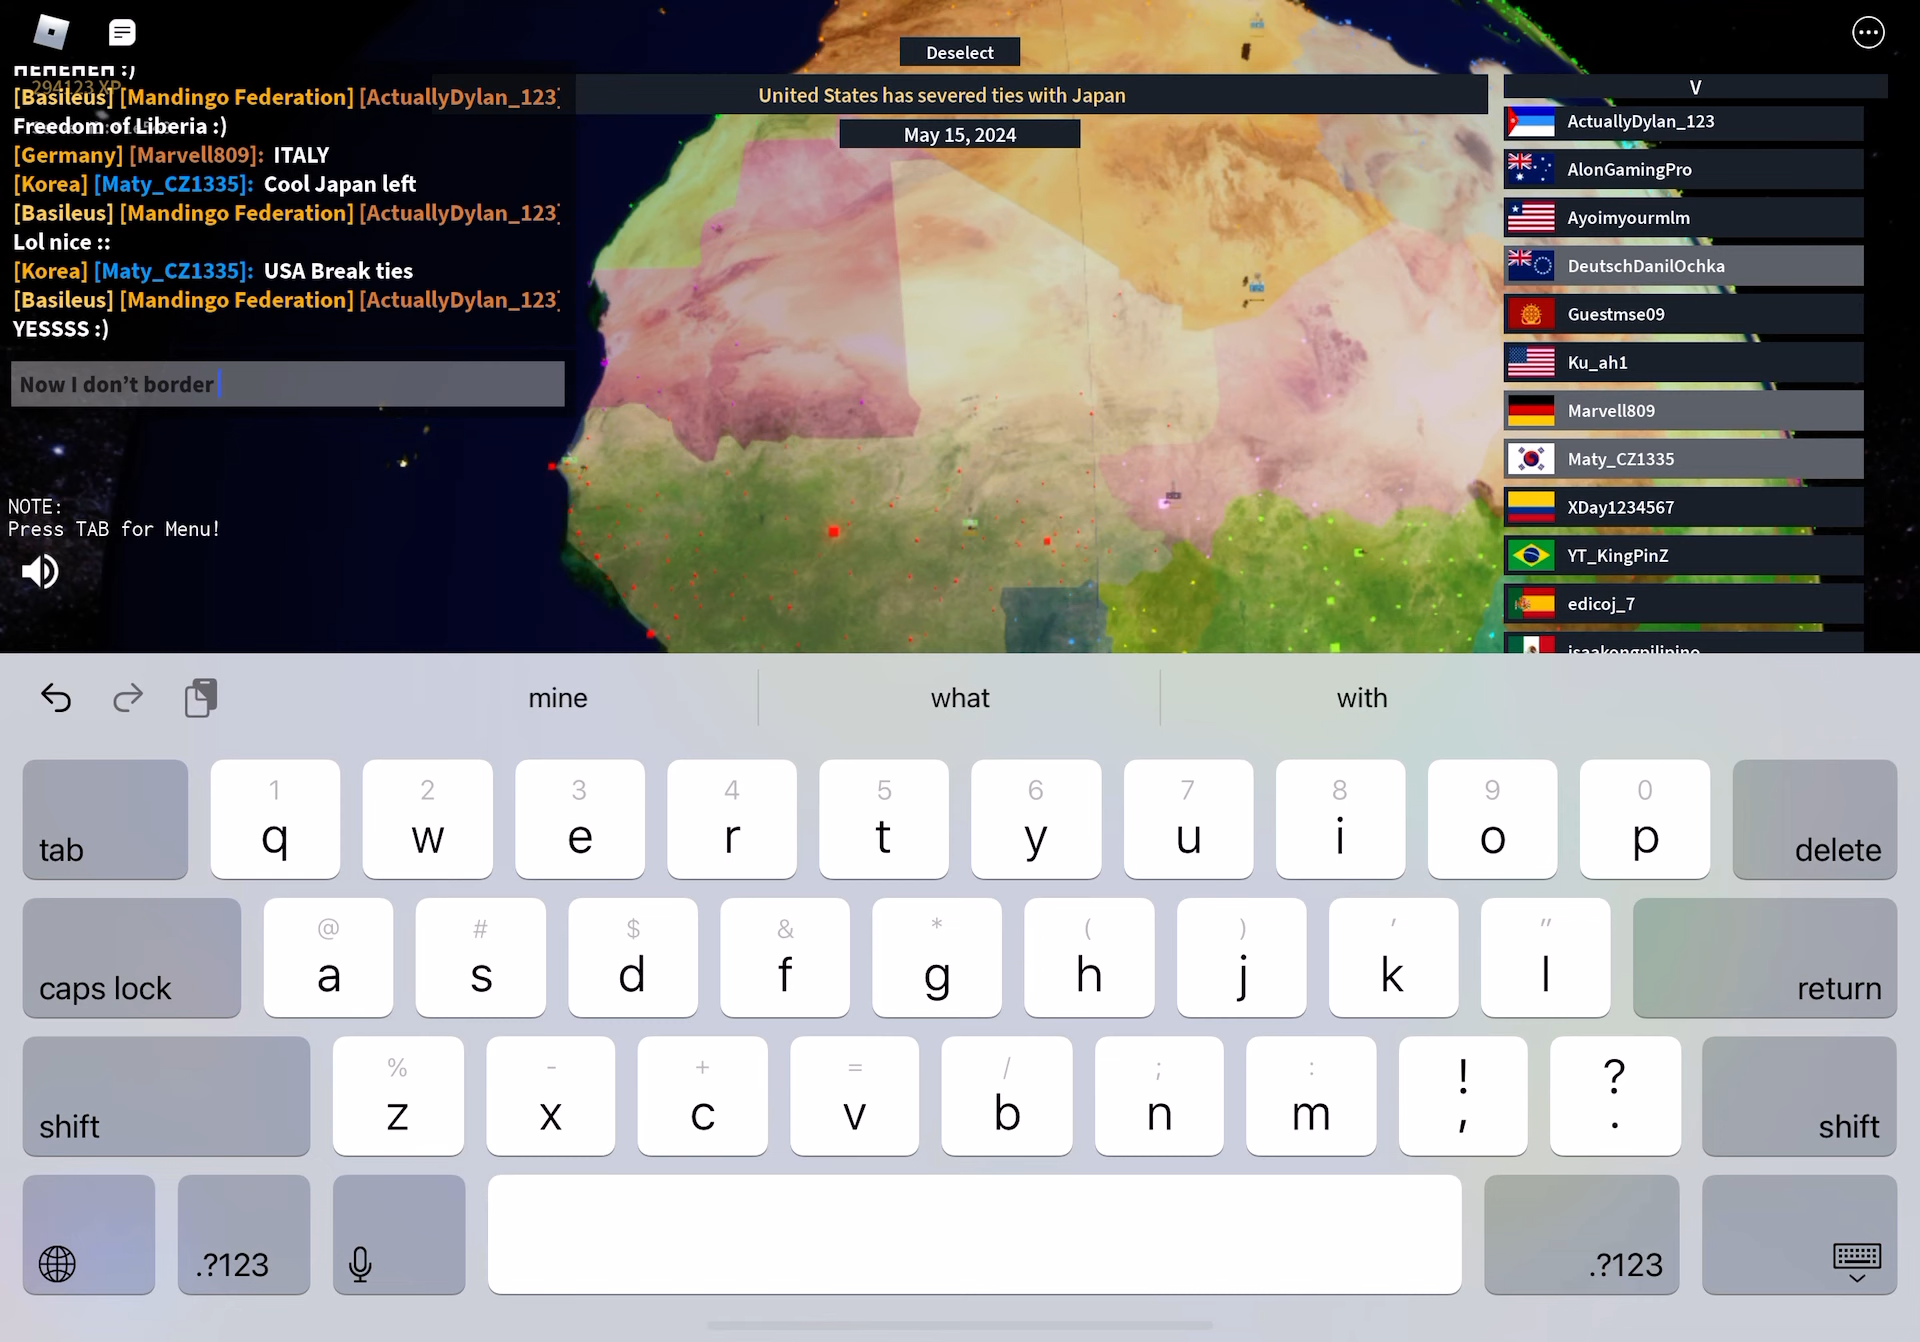 HEHEHEH :)
294123 XP
[Basileus] [Mandingo Federation] [ActuallyDylan_123]
Freedom of Liberia :)
[Germany] [Marvell809]: ITALY
[Korea] [Maty_CZ1335]: Cool Japan left
[Basileus] [Mandingo Federation] [ActuallyDylan_123]
Lol nice ::
[Korea] [Maty_CZ1335]: USA Break ties
[Basileus] [Mandingo Federation] [ActuallyDylan_123]
YESSSS :)
Now I don’t border
NOTE:
Press TAB for Menu!
Deselect
United States has severed ties with Japan
May 15, 2024
V
ActuallyDylan_123
AlonGamingPro
Ayoimyourmlm
DeutschDanilOchka
Guestmse09
Ku_ah1
Marvell809
Maty_CZ1335
XDay1234567
YT_KingPinZ
edicoj_7
isaakongpilipino
mine what with
1 2 3 4 5 6 7 8 9 0
tab q w e r t y u i o p delete
@ # $ & * ( ) ' "
caps lock a s d f g h j k l return
% - + = / ; : ! ?
shift z x c v b n m , . shift
.?123 .?123